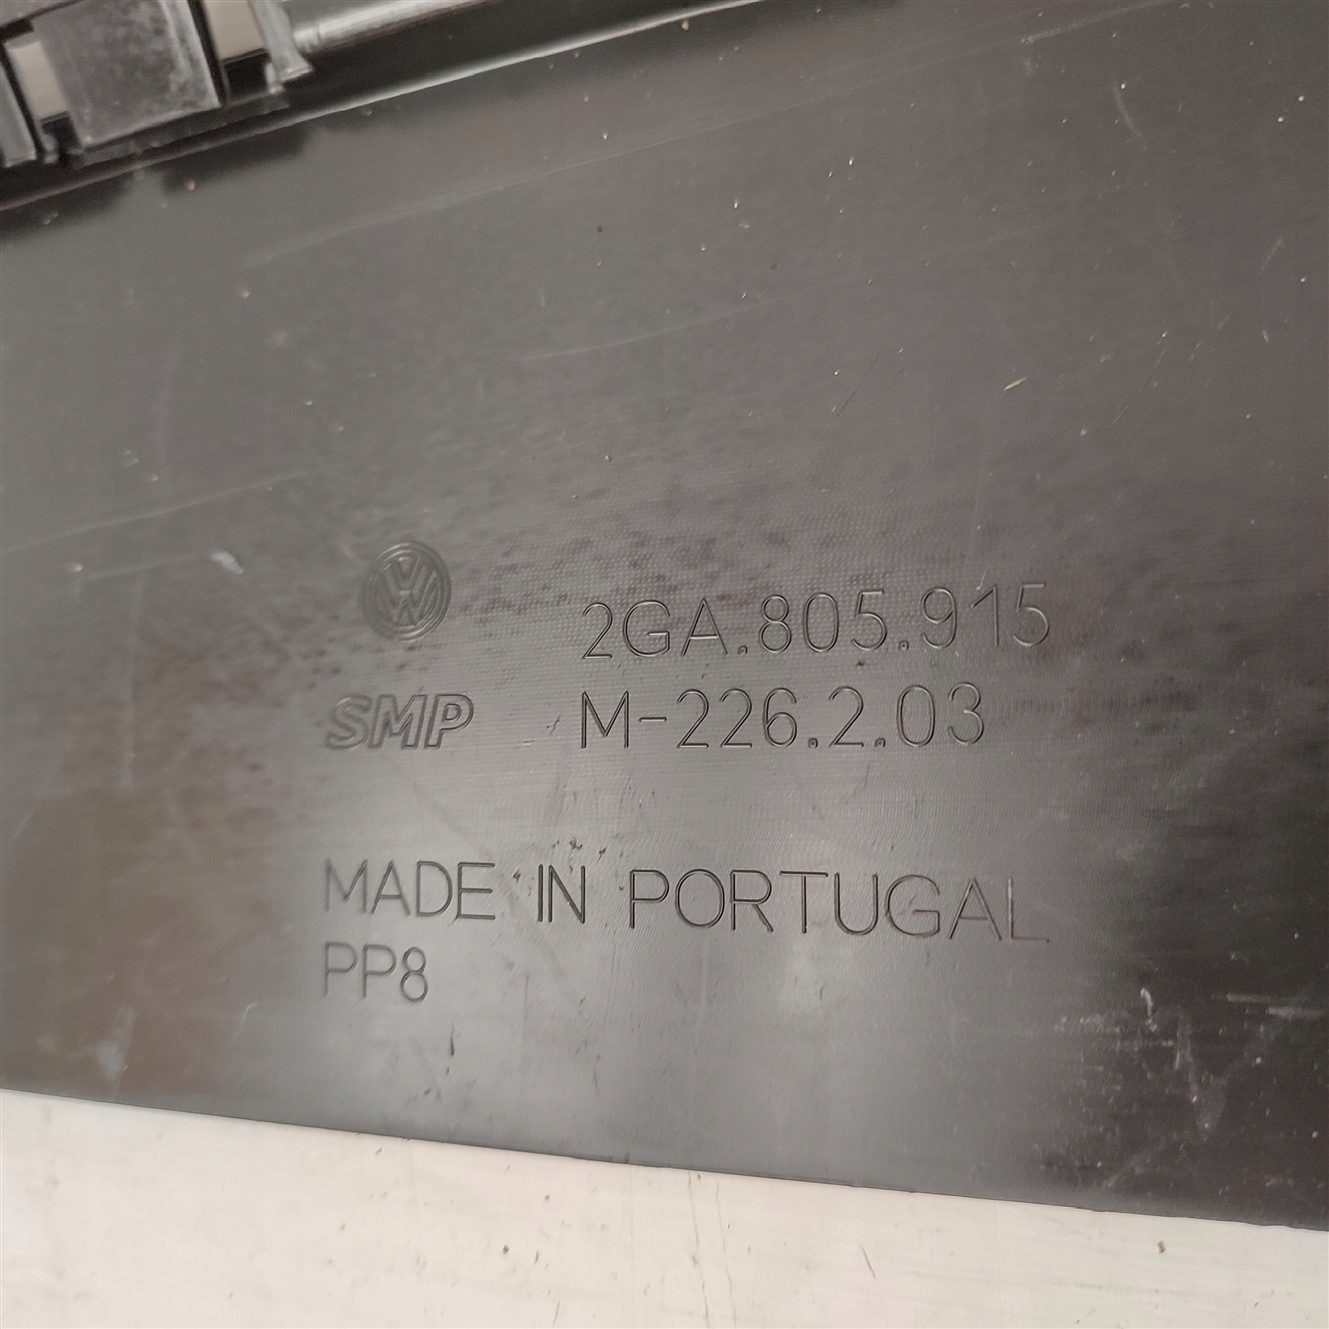 2GA.805.915
SMP M-226.2.03
MADE IN PORTUGAL
PP8